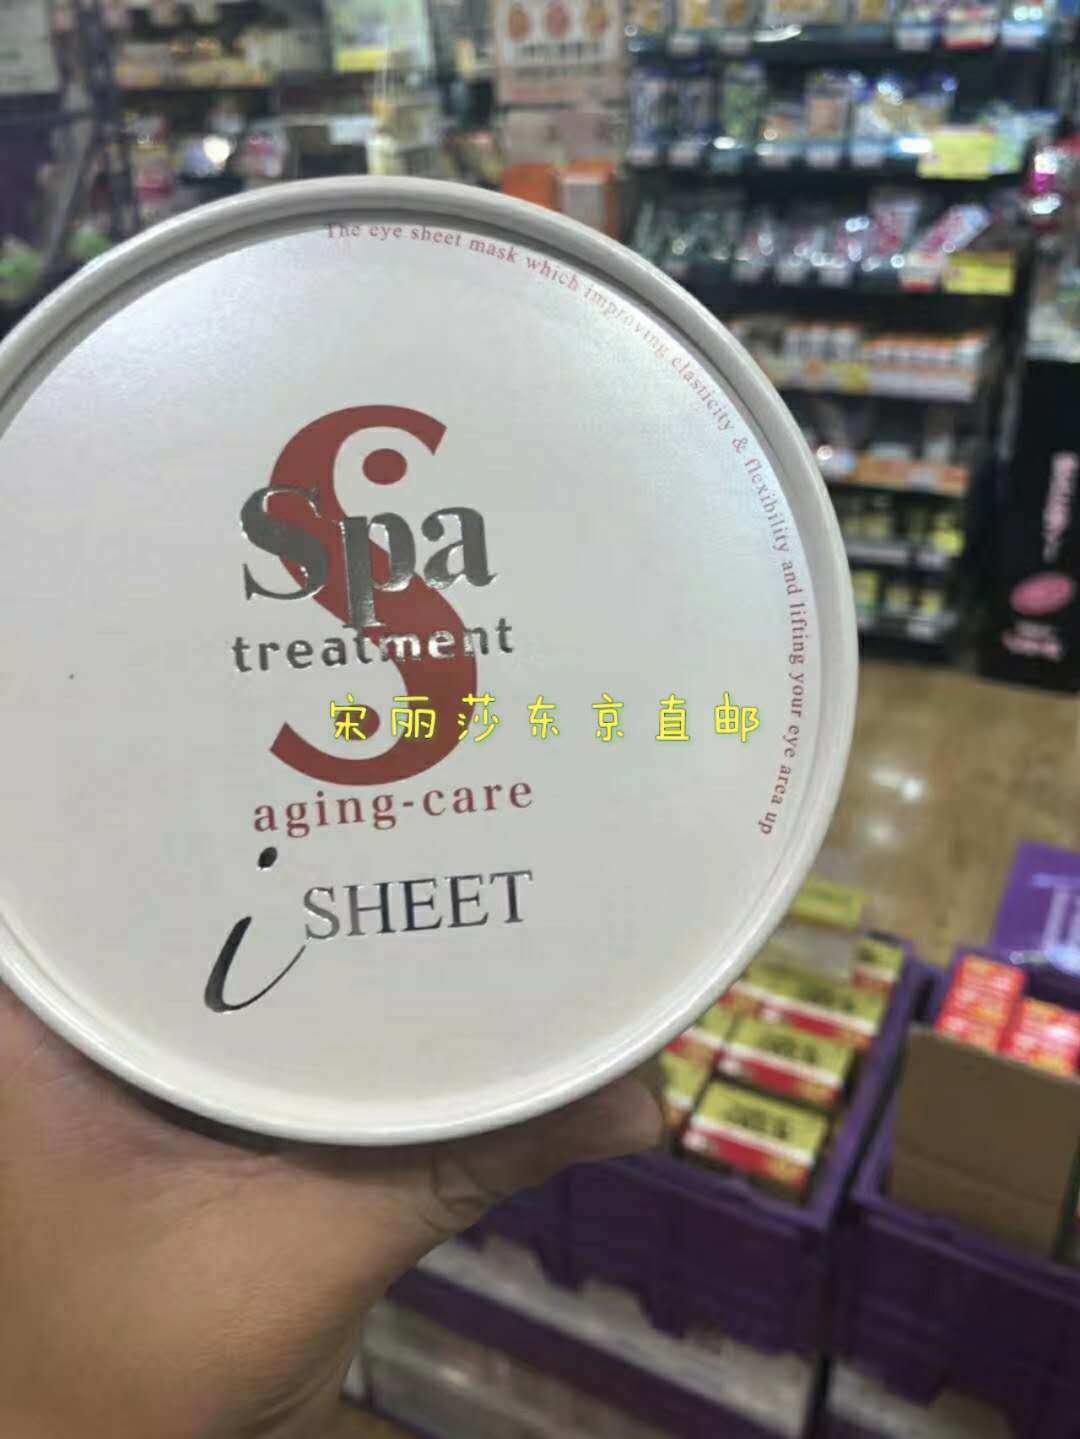 The eye sheet mask which improving elasticity & flexibility and lifting your eye area up
Spa
treatment
宋丽莎东京直邮
aging-care
i SHEET